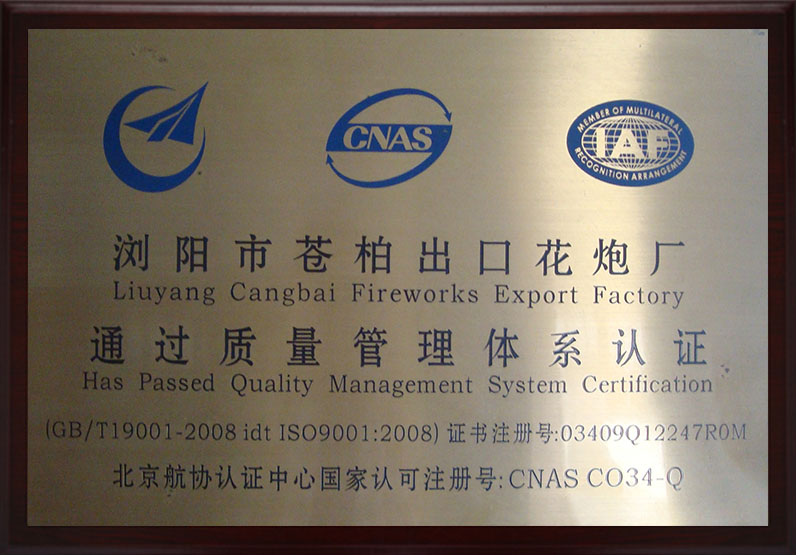 CNAS
MEMBER OF MULTILATERAL
IAF
RECOGNITION ARRANGEMENT
浏阳市苍柏出口花炮厂
Liuyang Cangbai Fireworks Export Factory
通过质量管理体系认证
Has Passed Quality Management System Certification
(GB/T19001-2008 idt ISO9001:2008) 证书注册号:03409Q12247R0M
北京航协认证中心国家认可注册号:CNAS CO34-Q